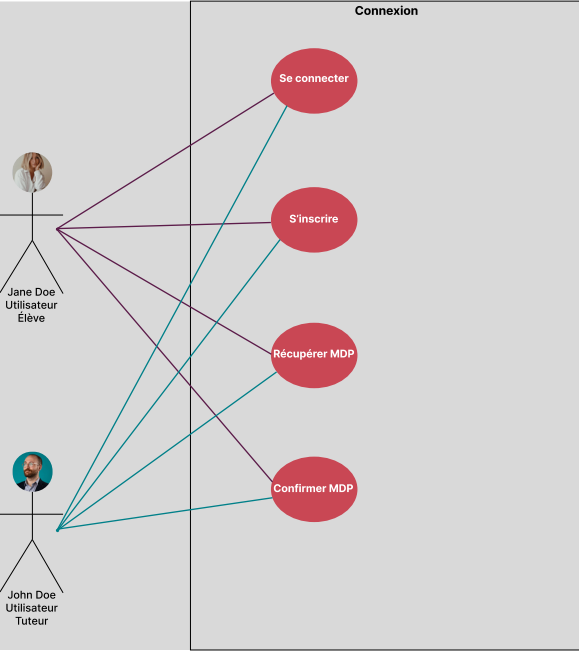 Connexion
Se connecter
S'inscrire
Récupérer MDP
Confirmer MDP
Jane Doe
Utilisateur
Élève
John Doe
Utilisateur
Tuteur